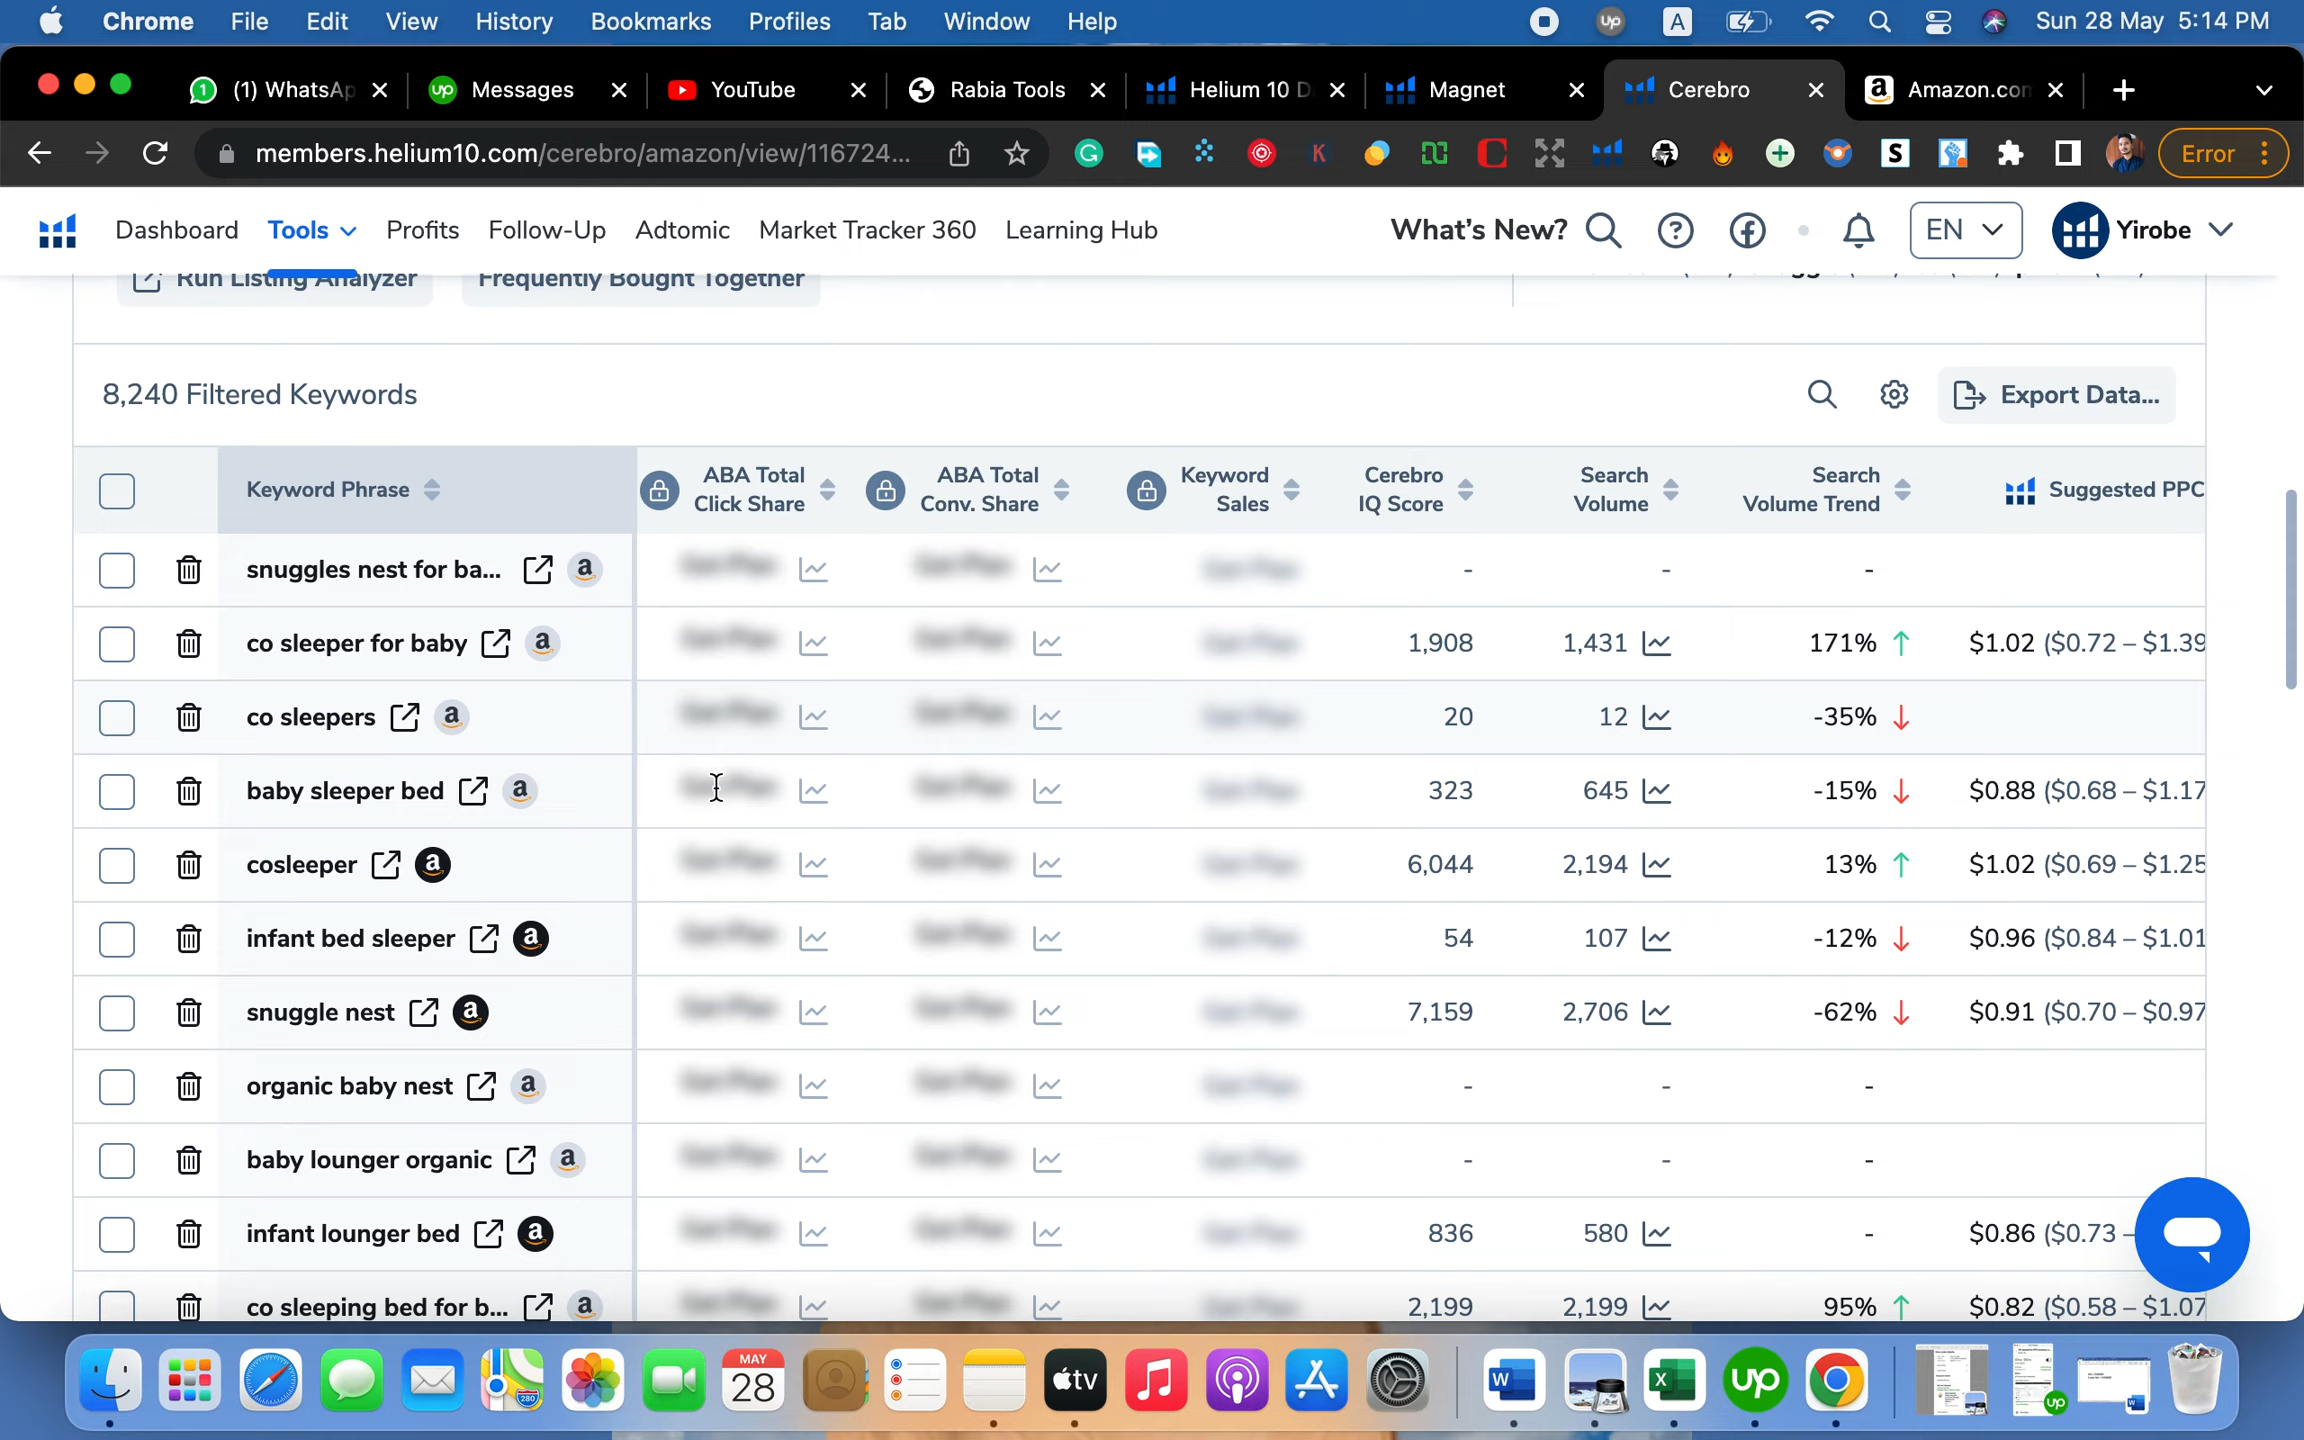 Chrome File Edit View History Bookmarks Profiles Tab Window Help A Sun 28 May 5:14 PM
(1) WhatsAp Messages YouTube Rabia Tools Helium 10 D Magnet Cerebro Amazon.con
members.helium10.com/cerebro/amazon/view/116724... Error
Dashboard Tools Profits Follow-Up Adtomic Market Tracker 360 Learning Hub What's New? EN Yirobe
Run Listing Analyzer Frequently Bought Together
8,240 Filtered Keywords Export Data...
Keyword Phrase ABA Total Click Share ABA Total Conv. Share Keyword Sales Cerebro IQ Score Search Volume Search Volume Trend Suggested PPC
snuggles nest for ba... - - -
co sleeper for baby 1,908 1,431 171% $1.02 ($0.72 – $1.39
co sleepers 20 12 -35%
baby sleeper bed 323 645 -15% $0.88 ($0.68 – $1.17
cosleeper 6,044 2,194 13% $1.02 ($0.69 – $1.25
infant bed sleeper 54 107 -12% $0.96 ($0.84 – $1.01
snuggle nest 7,159 2,706 -62% $0.91 ($0.70 – $0.97
organic baby nest - - -
baby lounger organic - - -
infant lounger bed 836 580 - $0.86 ($0.73 –
co sleeping bed for b... 2,199 2,199 95% $0.82 ($0.58 – $1.07
MAY
28
tv